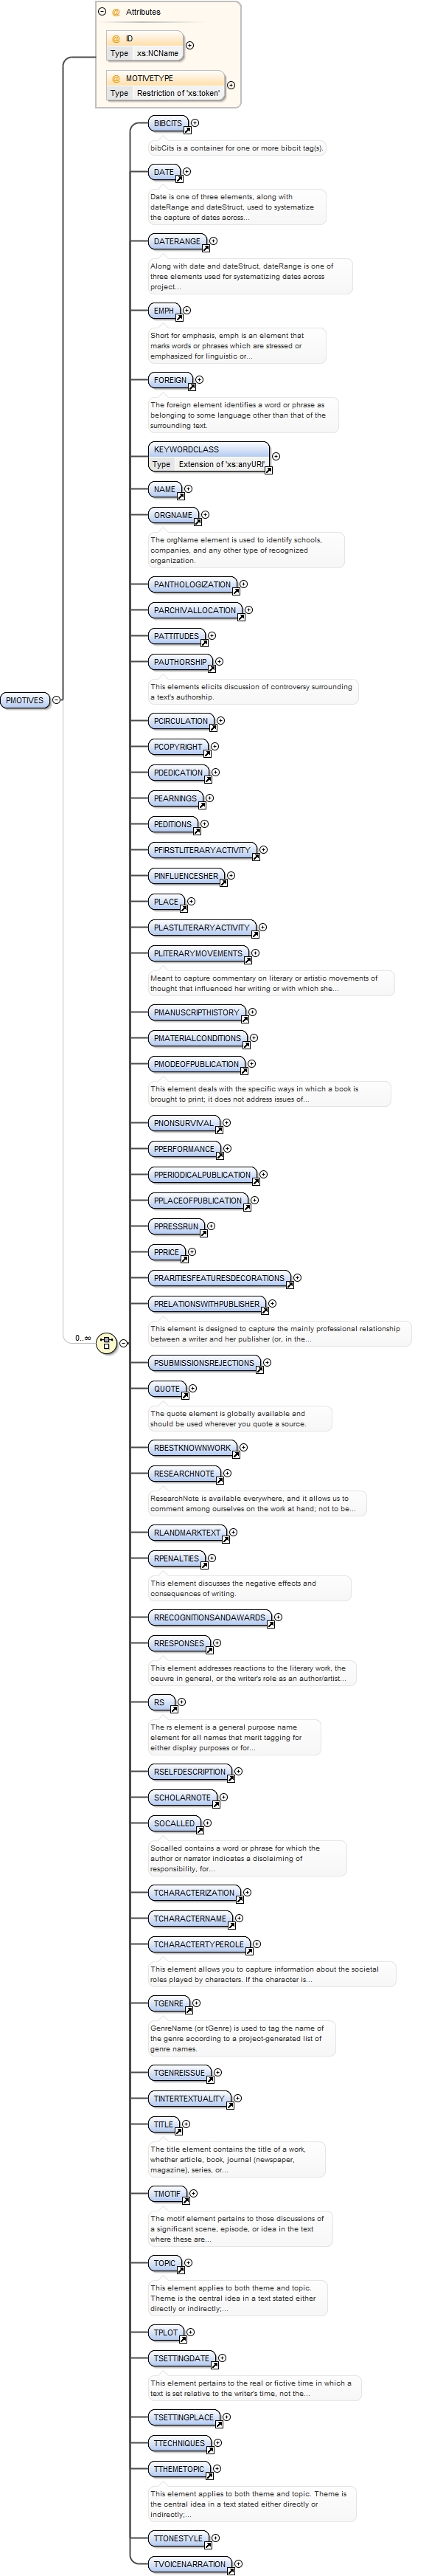 Attributes
ID
Type xs:NCName
MOTIVETYPE
Type Restriction of 'xs:token'
BIBCITS
bibCits is a container for one or more bibcit tag(s).
DATE
Date is one of three elements, along with
dateRange and dateStruct, used to systematize
the capture of dates across...
DATERANGE
Along with date and dateStruct, dateRange is one of
three elements used for systematizing dates across
project...
EMPH
Short for emphasis, emph is an element that
marks words or phrases which are stressed or
emphasized for linguistic or...
FOREIGN
The foreign element identifies a word or phrase as
belonging to some language other than that of the
surrounding text.
KEYWORDCLASS
Type Extension of 'xs:anyURI'
NAME
ORGNAME
The orgName element is used to identify schools,
companies, and any other type of recognized
organization.
PANTHOLOGIZATION
PARCHIVALLOCATION
PATTITUDES
PAUTHORSHIP
This elements elicits discussion of controversy surrounding
a text's authorship.
PMOTIVES
PCIRCULATION
PCOPYRIGHT
PDEDICATION
PEARNINGS
PEDITIONS
PFIRSTLITERARYACTIVITY
PINFLUENCESHER
PLACE
PLASTLITERARYACTIVITY
PLITERARYMOVEMENTS
Meant to capture commentary on literary or artistic movements of
thought that influenced her writing or with which she...
PMANUSCRIPTHISTORY
PMATERIALCONDITIONS
PMODEOFPUBLICATION
This element deals with the specific ways in which a book is
brought to print; it does not address issues of...
PNONSURVIVAL
PPERFORMANCE
PPERIODICALPUBLICATION
PPLACEOFPUBLICATION
PPRESSRUN
PPRICE
PRARITIESFEATURESDECORATIONS
PRELATIONSWITHPUBLISHER
This element is designed to capture the mainly professional relationship
between a writer and her publisher (or, in the...
0..∞
PSUBMISSIONSREJECTIONS
QUOTE
The quote element is globally available and
should be used wherever you quote a source.
RBESTKNOWNWORK
RESEARCHNOTE
ResearchNote is available everywhere, and it allows us to
comment among ourselves on the work at hand; not to be...
RLANDMARKTEXT
RPENALTIES
This element discusses the negative effects and
consequences of writing.
RRECOGNITIONSANDAWARDS
RRESPONSES
This element addresses reactions to the literary work, the
oeuvre in general, or the writer's role as an author/artist...
RS
The rs element is a general purpose name
element for all names that merit tagging for
either display purposes or for...
RSELFDESCRIPTION
SCHOLARNOTE
SOCALLED
Socalled contains a word or phrase for which the
author or narrator indicates a disclaiming of
responsibility, for...
TCHARACTERIZATION
TCHARACTERNAME
TCHARACTERTYPEROLE
This element allows you to capture information about the societal
roles played by characters. If the character is...
TGENRE
GenreName (or tGenre) is used to tag the name of
the genre according to a project-generated list of
genre names.
TGENREISSUE
TINTERTEXTUALITY
TITLE
The title element contains the title of a work,
whether article, book, journal (newspaper,
magazine), series, or...
TMOTIF
The motif element pertains to those discussions of
a significant scene, episode, or idea in the text
where these are...
TOPIC
This element applies to both theme and topic.
Theme is the central idea in a text stated either
directly or indirectly;...
TPLOT
TSETTINGDATE
This element pertains to the real or fictive time in which a
text is set relative to the writer's time, not the...
TSETTINGPLACE
TTECHNIQUES
TTHEMETOPIC
This element applies to both theme and topic. Theme is
the central idea in a text stated either directly or
indirectly;...
TTONESTYLE
TVOICENARRATION